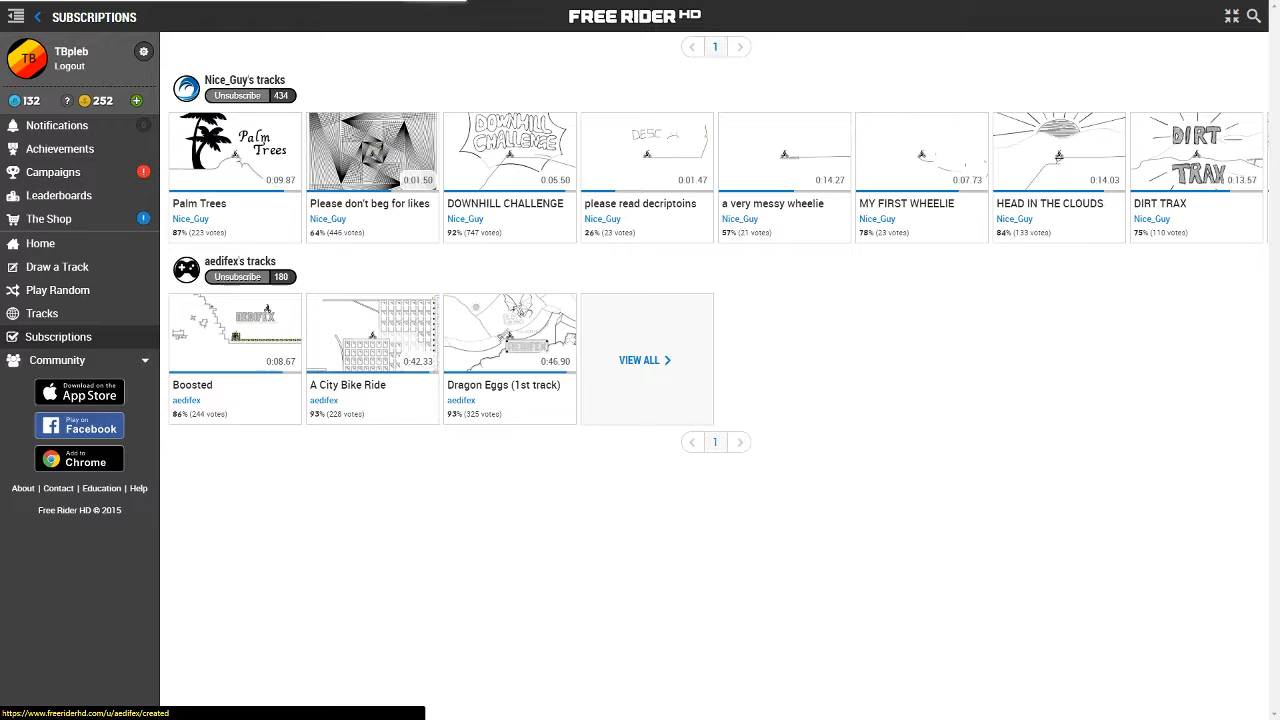 SUBSCRIPTIONS
FREE RIDER HD
TB
TBpleb
Logout
132 ? 252
Notifications 0
Achievements
Campaigns !
Leaderboards
The Shop !
Home
Draw a Track
Play Random
Tracks
Subscriptions
Community
Download on the
App Store
Play on
Facebook
Add to
Chrome
About | Contact | Education | Help
Free Rider HD © 2015
https://www.freeriderhd.com/u/aedifex/created
1
Nice_Guy's tracks
Unsubscribe 434
Palm
Trees
0:09.87
Palm Trees
Nice_Guy
87% (223 votes)
0:01.50
Please don't beg for likes
Nice_Guy
64% (446 votes)
DOWNHILL
CHALLENGE
0:05.50
DOWNHILL CHALLENGE
Nice_Guy
92% (747 votes)
DESC
0:01.47
please read decriptoins
Nice_Guy
26% (23 votes)
0:14.27
a very messy wheelie
Nice_Guy
57% (21 votes)
0:07.73
MY FIRST WHEELIE
Nice_Guy
78% (23 votes)
0:14.03
HEAD IN THE CLOUDS
Nice_Guy
84% (133 votes)
DIRT
TRAX
0:13.57
DIRT TRAX
Nice_Guy
75% (110 votes)
aedifex's tracks
Unsubscribe 180
AEDIFEX
0:08.67
Boosted
aedifex
86% (244 votes)
0:42.33
A City Bike Ride
aedifex
93% (228 votes)
0:46.90
Dragon Eggs (1st track)
aedifex
93% (325 votes)
VIEW ALL
1